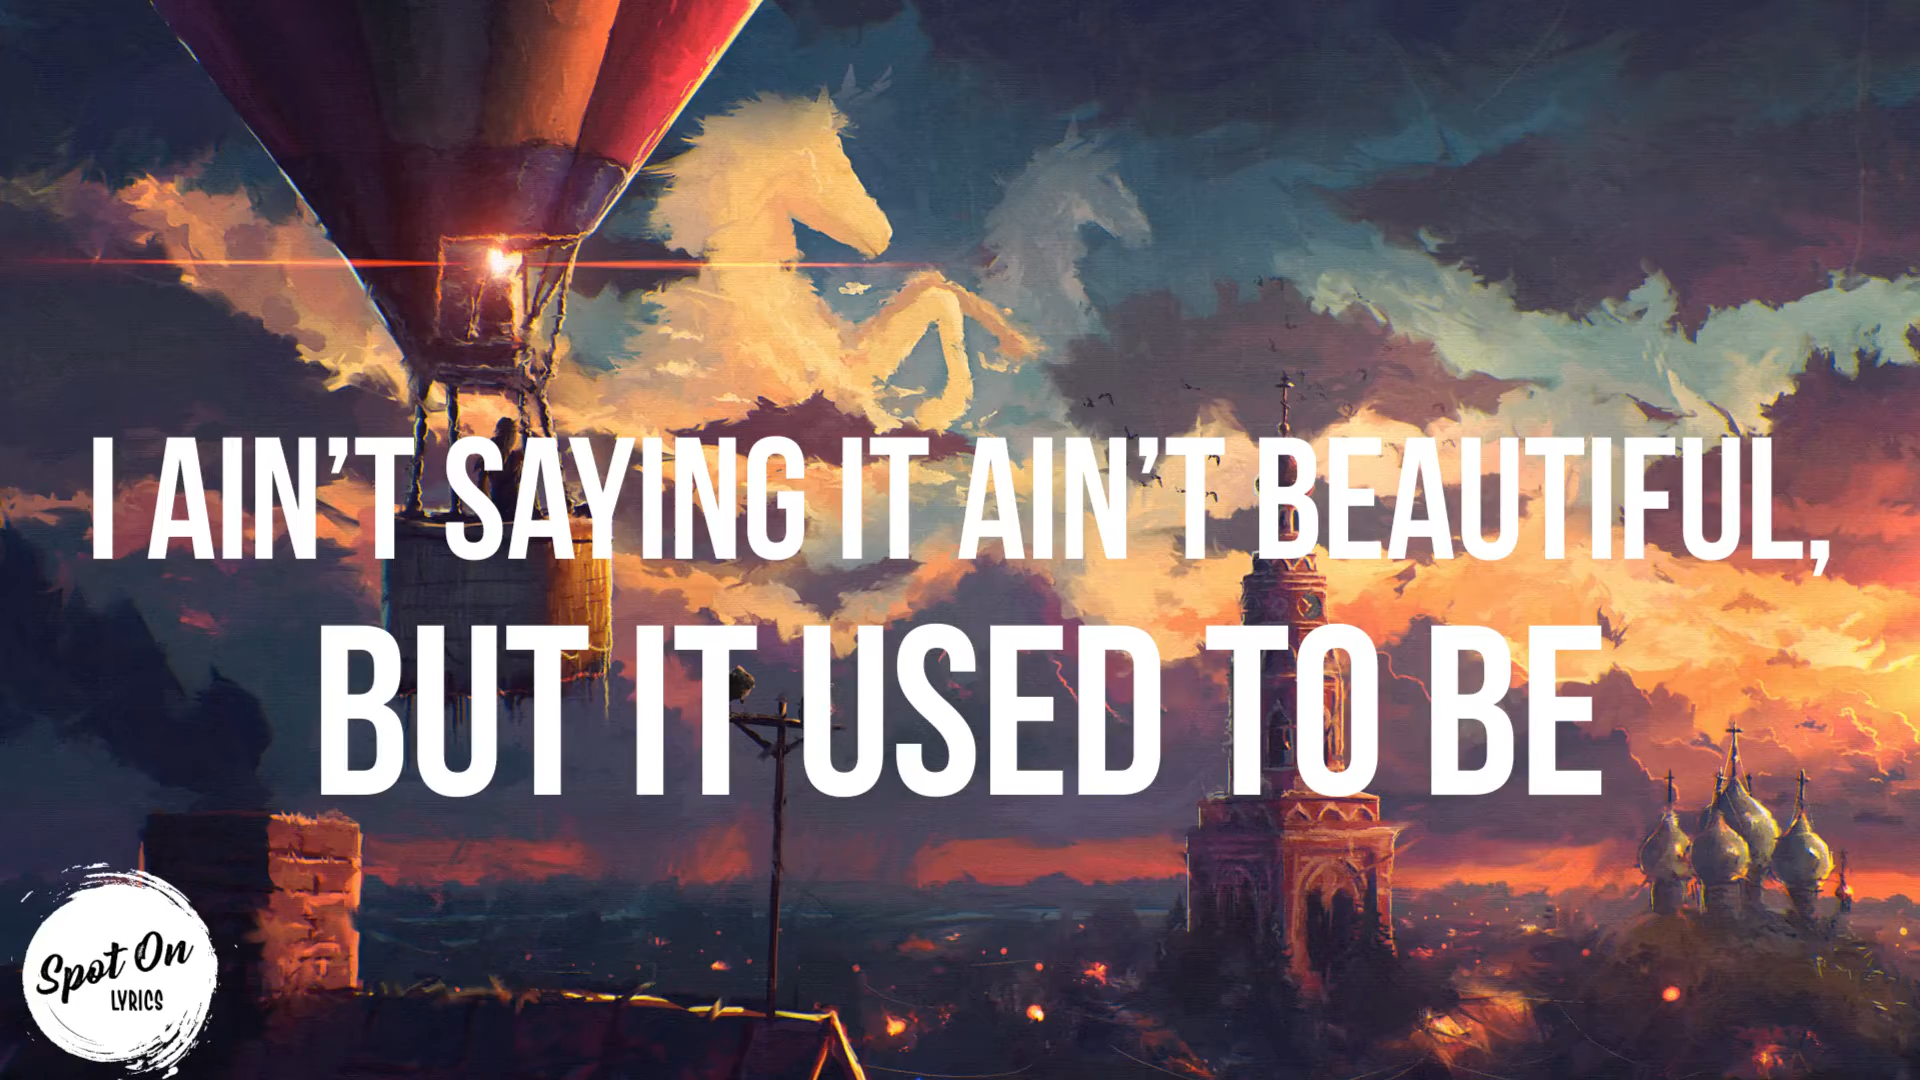 I AIN’T SAYING IT AIN’T BEAUTIFUL,
BUT IT USED TO BE
Spot On
LYRICS